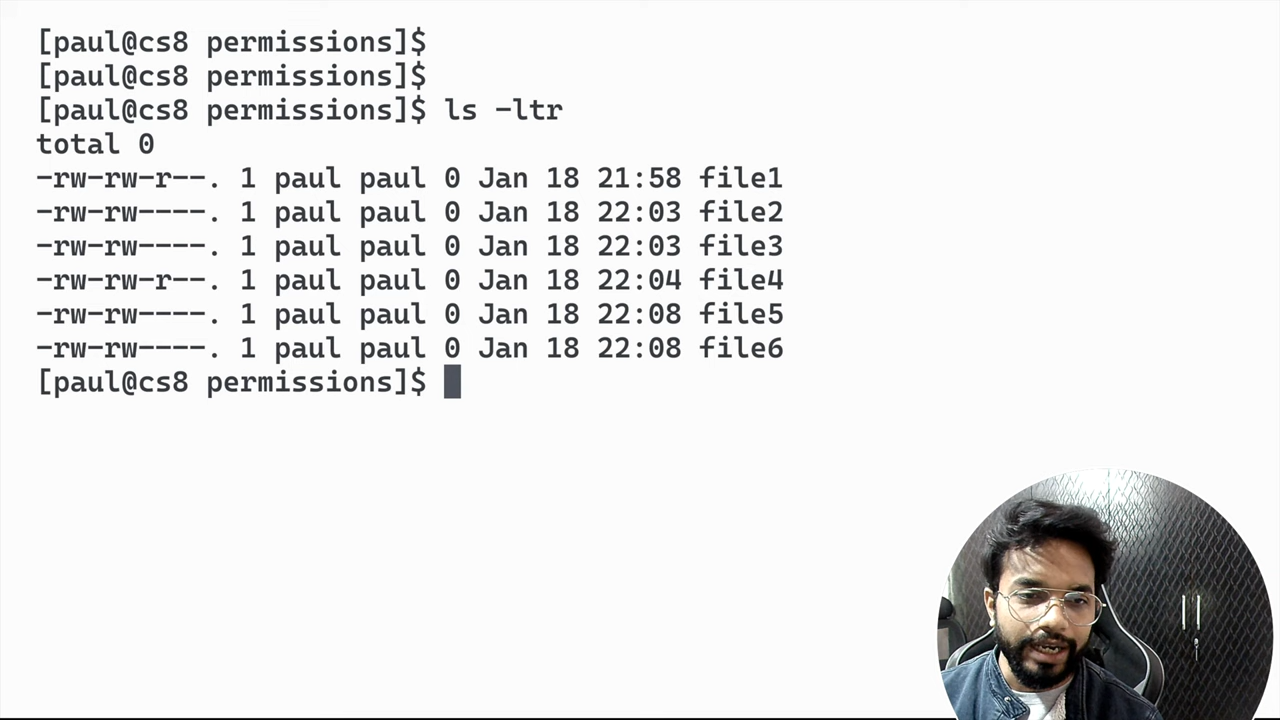 [paul@cs8 permissions]$
[paul@cs8 permissions]$
[paul@cs8 permissions]$ ls -ltr
total 0
-rw-rw-r--. 1 paul paul 0 Jan 18 21:58 file1
-rw-rw----. 1 paul paul 0 Jan 18 22:03 file2
-rw-rw----. 1 paul paul 0 Jan 18 22:03 file3
-rw-rw-r--. 1 paul paul 0 Jan 18 22:04 file4
-rw-rw----. 1 paul paul 0 Jan 18 22:08 file5
-rw-rw----. 1 paul paul 0 Jan 18 22:08 file6
[paul@cs8 permissions]$